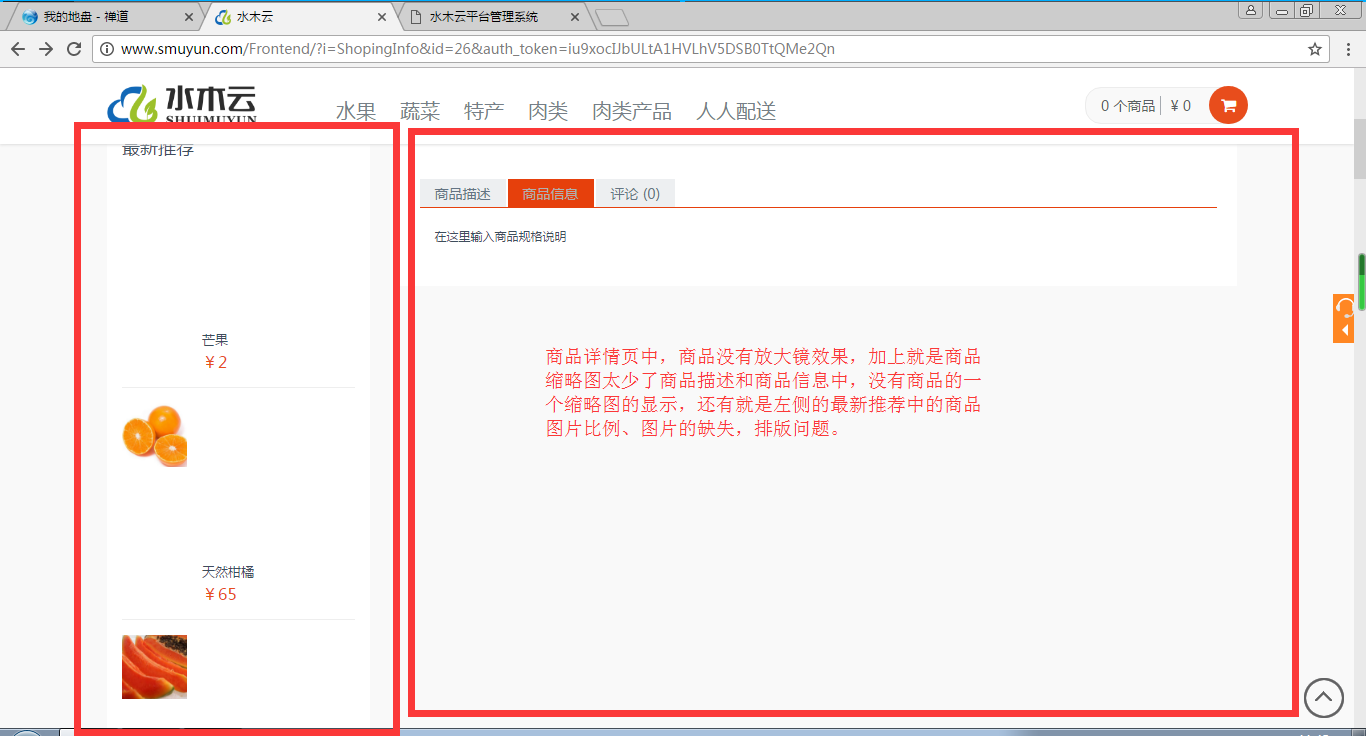 我的地盘 - 禅道
水木云
水木云平台管理系统
www.smuyun.com/Frontend/?i=ShopingInfo&id=26&auth_token=iu9xocIJbULtA1HVLhV5DSB0TtQMe2Qn
水木云
SHUIMUYUN
水果 蔬菜 特产 肉类 肉类产品 人人配送
0 个商品 ¥ 0
最新推荐
商品描述 商品信息 评论 (0)
在这里输入商品规格说明
芒果
¥2
天然柑橘
¥65
商品详情页中，商品没有放大镜效果，加上就是商品
缩略图太少了商品描述和商品信息中，没有商品的一
个缩略图的显示，还有就是左侧的最新推荐中的商品
图片比例、图片的缺失，排版问题。